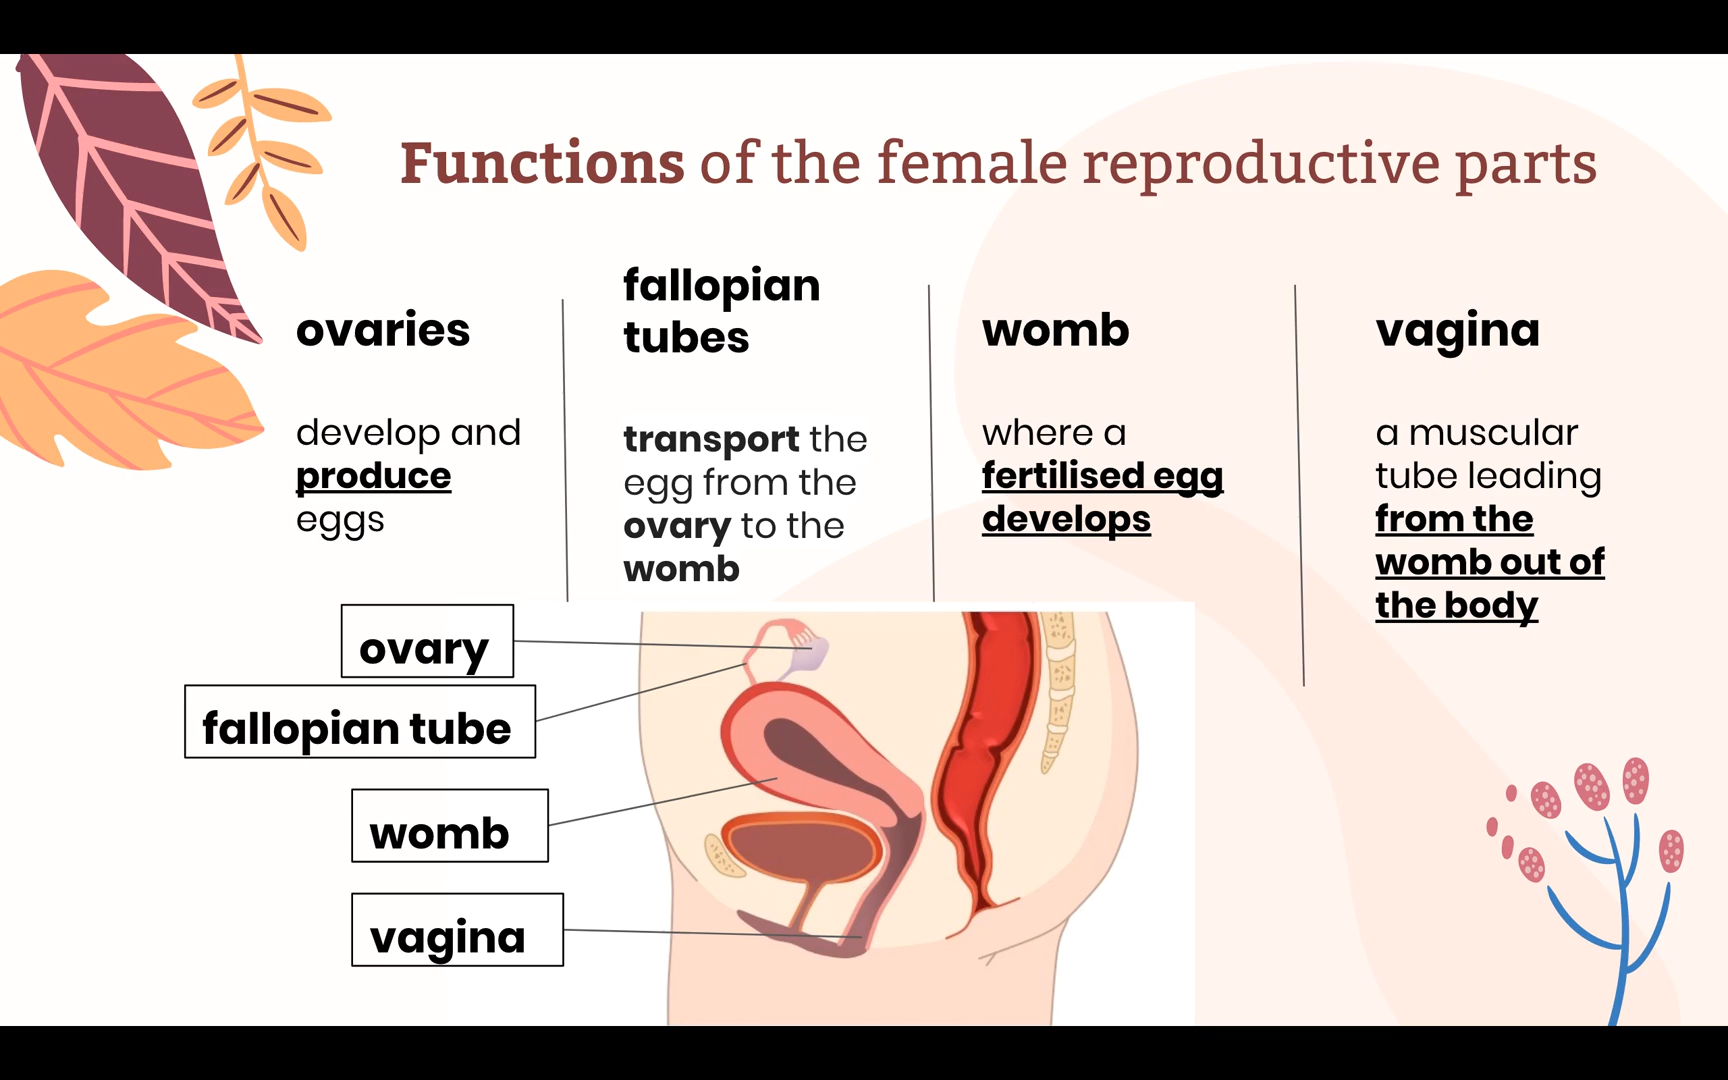 Functions of the female reproductive parts
ovaries
develop and
produce
eggs
fallopian
tubes
transport the
egg from the
ovary to the
womb
womb
where a
fertilised egg
develops
vagina
a muscular
tube leading
from the
womb out of
the body
ovary
fallopian tube
womb
vagina